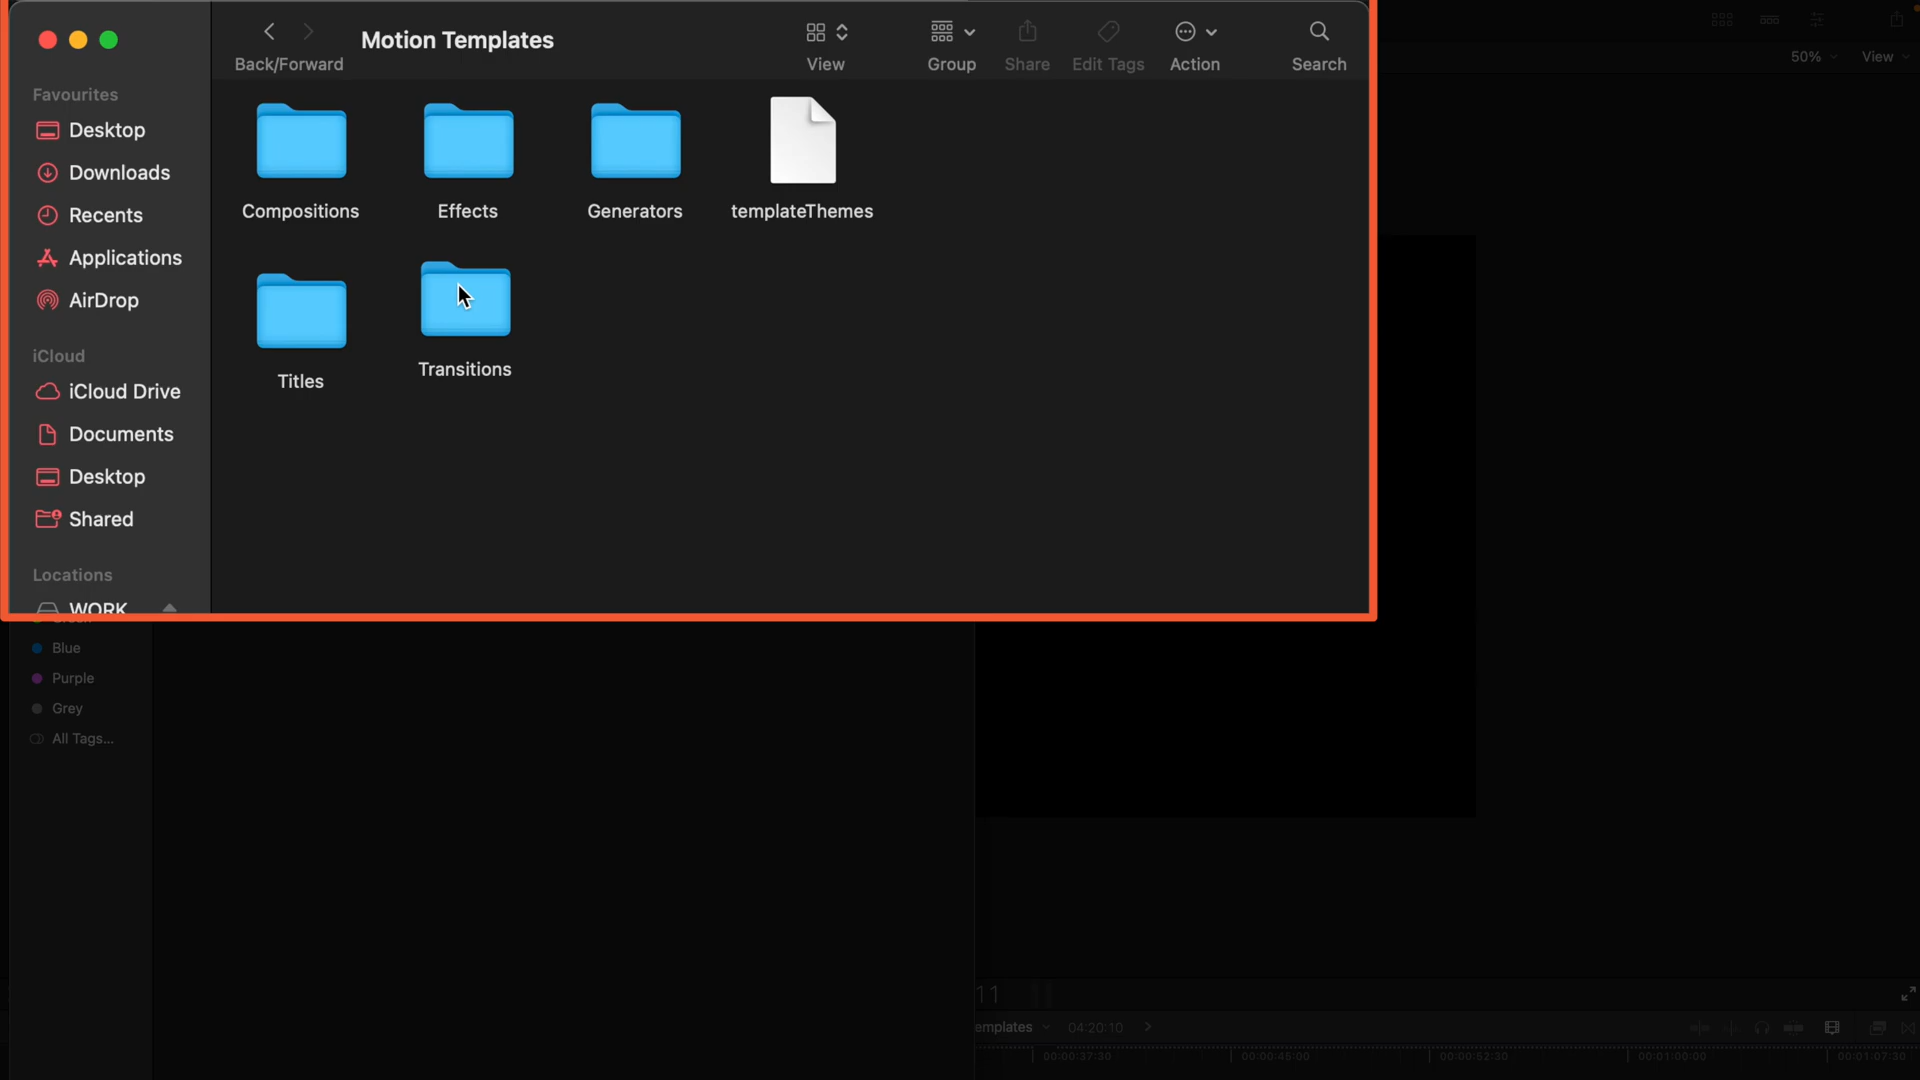 Motion Templates
Back/Forward
View
Group
Share
Edit Tags
Action
Search
50%
View
Favourites
Desktop
Downloads
Recents
Applications
AirDrop
iCloud
iCloud Drive
Documents
Desktop
Shared
Locations
WORK
Compositions
Effects
Generators
templateThemes
Titles
Transitions
Blue
Purple
Grey
All Tags...
11
emplates
04:20:10
00:00:37:30
00:00:45:00
00:00:52:30
00:01:00:00
00:01:07:30